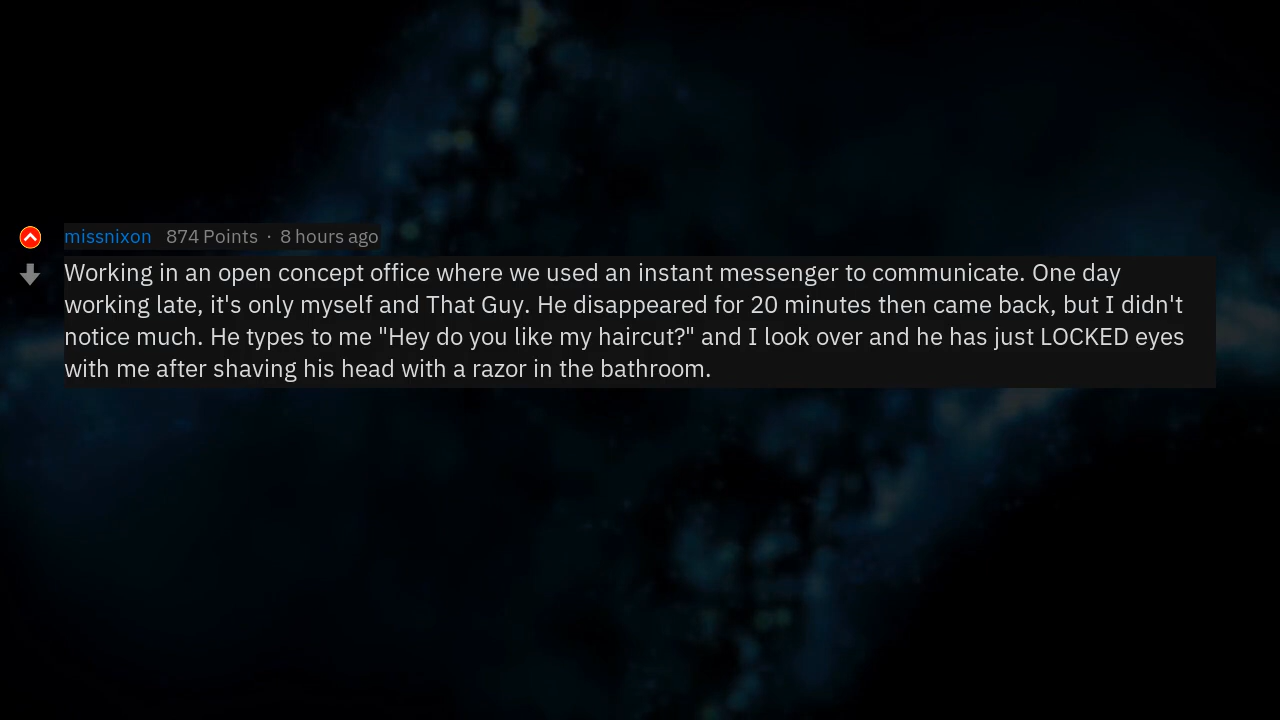 missnixon 874 Points · 8 hours ago
Working in an open concept office where we used an instant messenger to communicate. One day
working late, it's only myself and That Guy. He disappeared for 20 minutes then came back, but I didn't
notice much. He types to me "Hey do you like my haircut?" and I look over and he has just LOCKED eyes
with me after shaving his head with a razor in the bathroom.